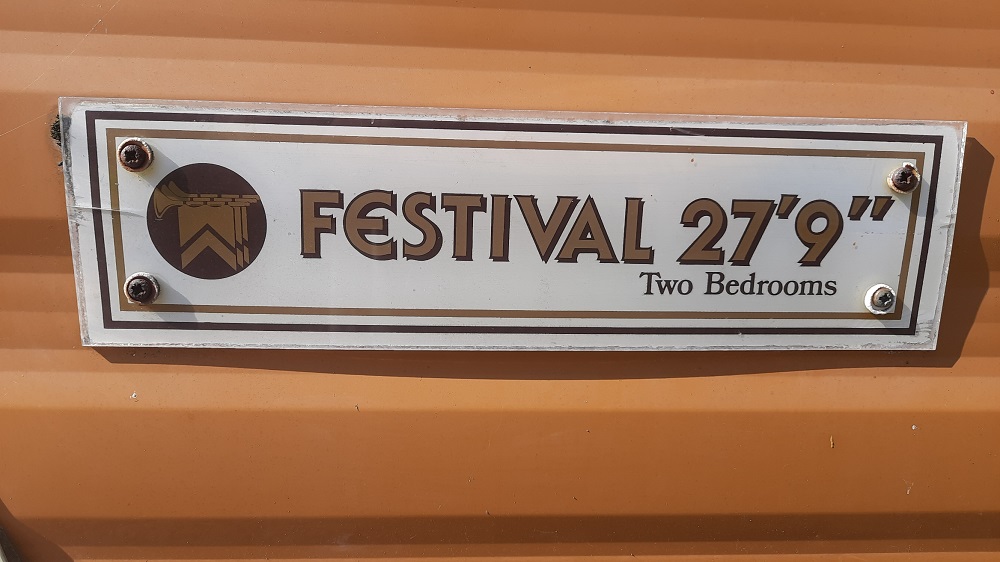 FESTIVAL 27'9"
Two Bedrooms